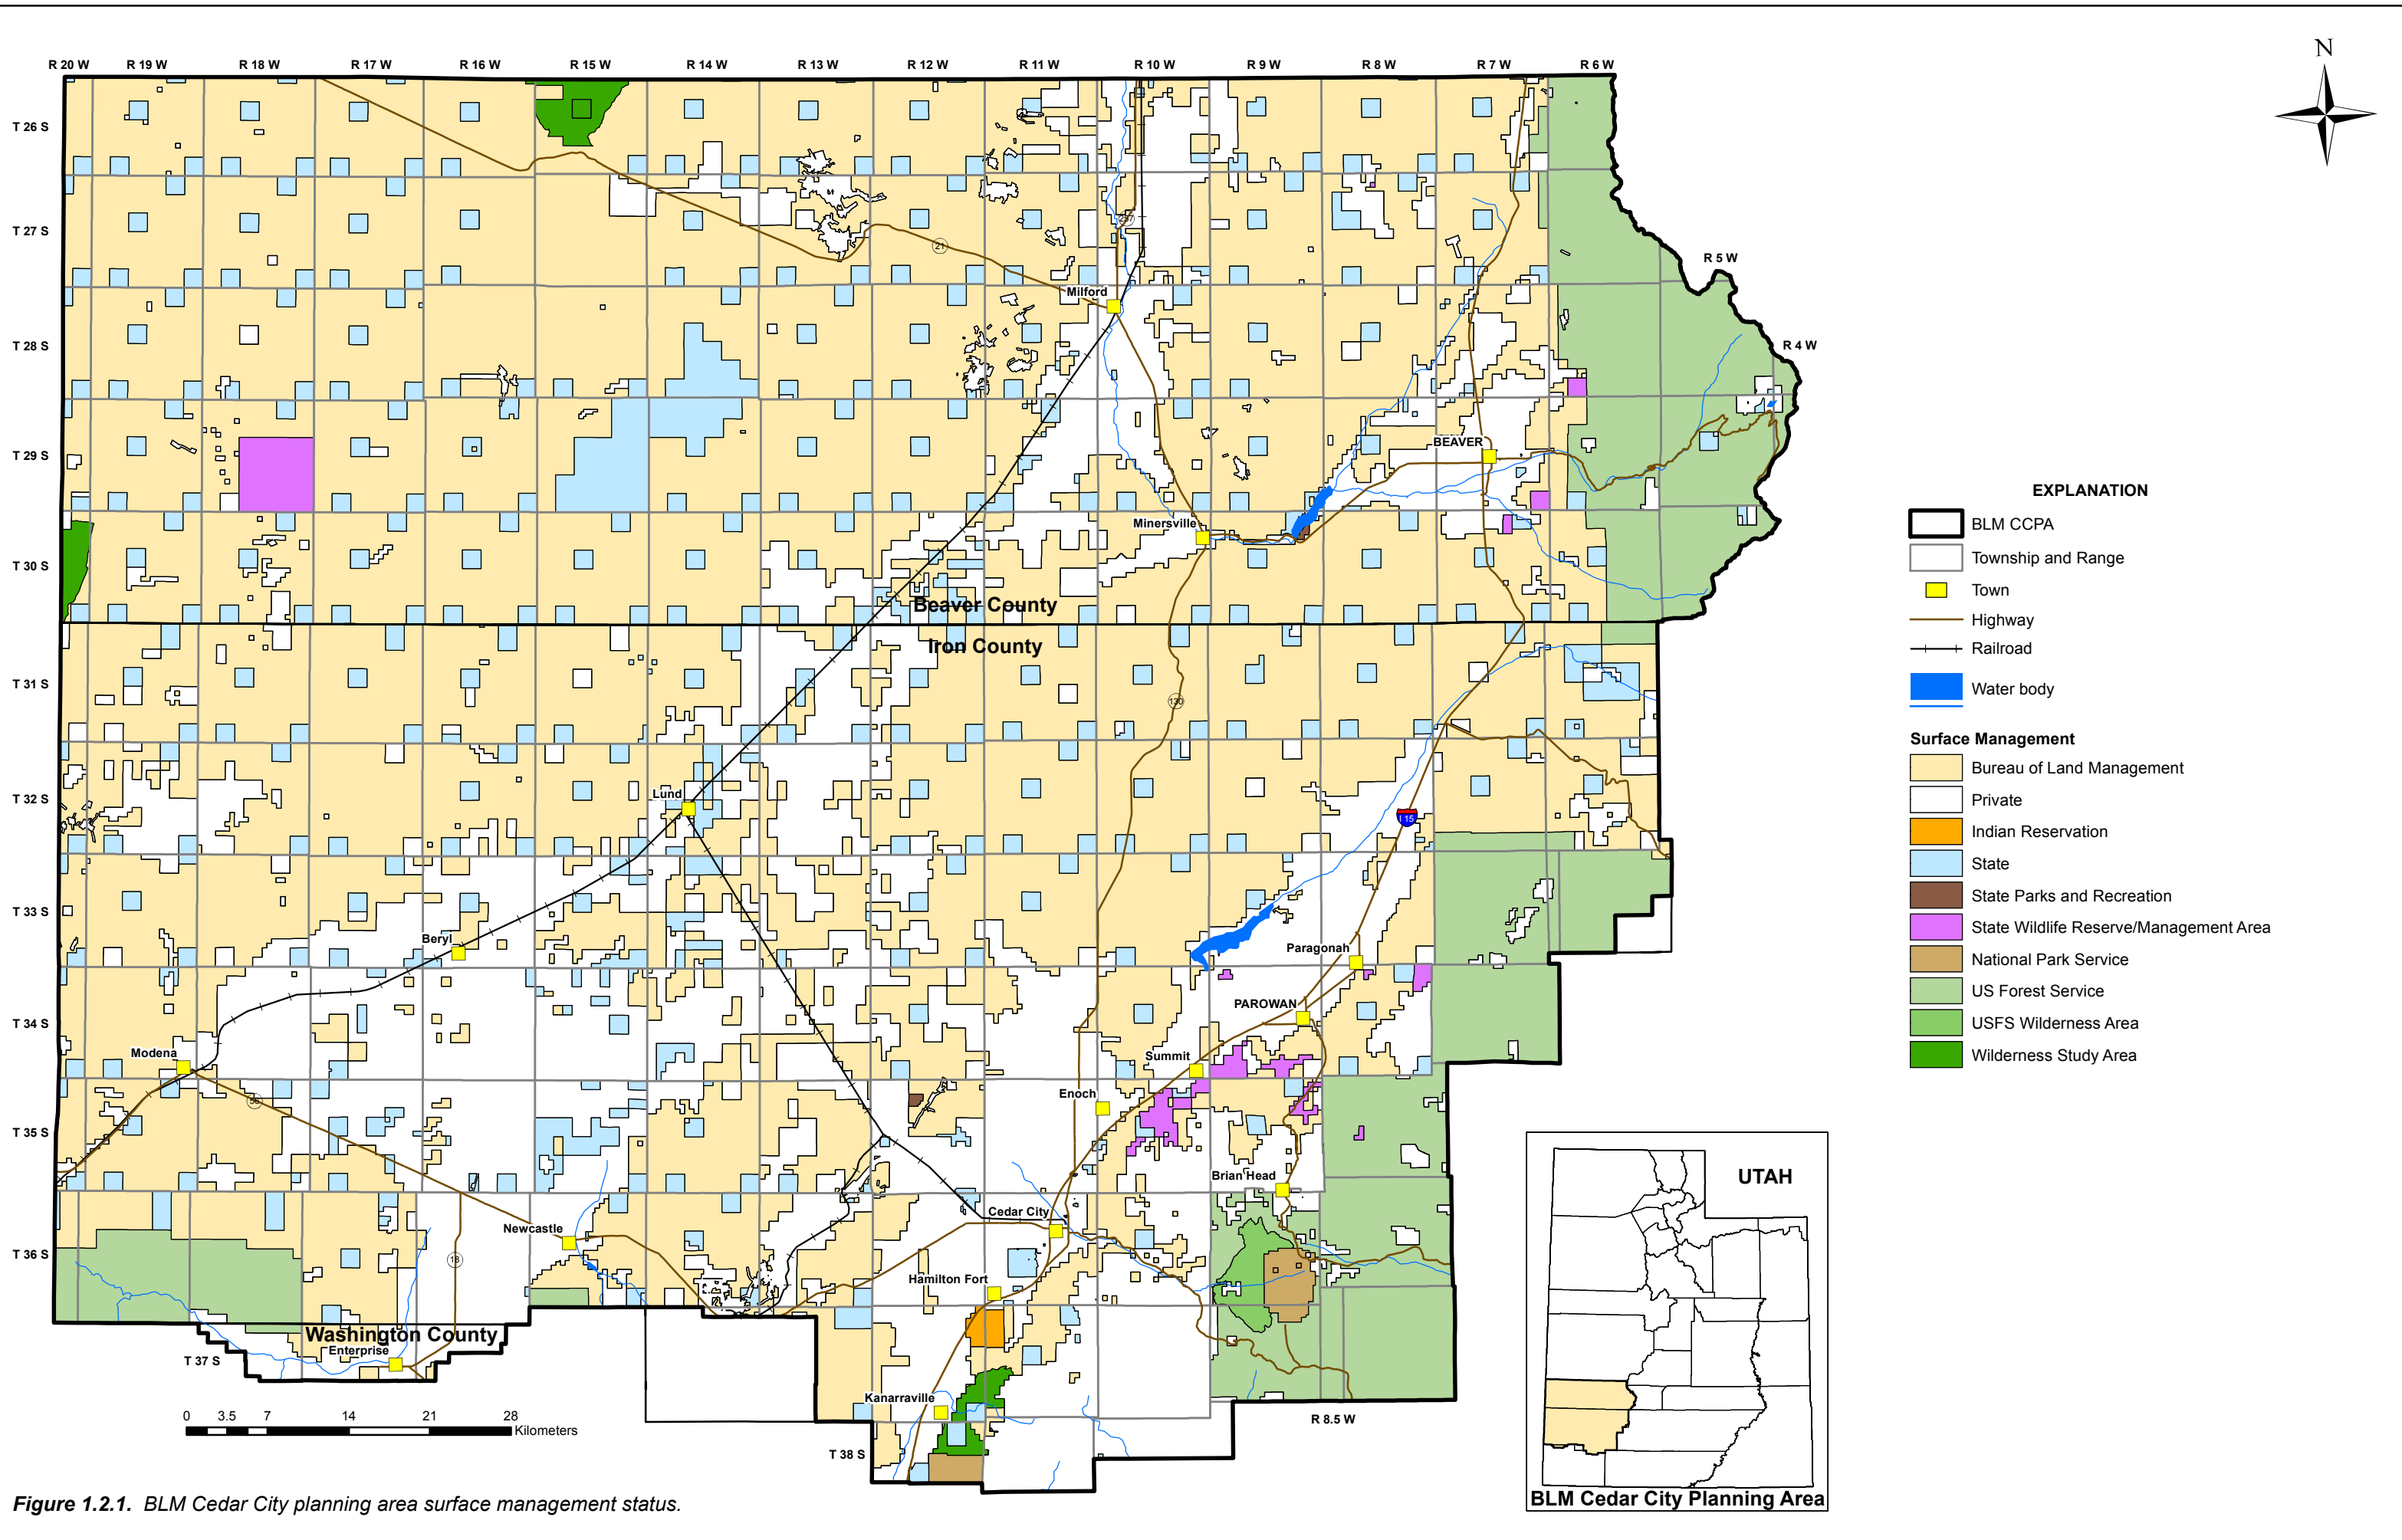 N
R 20 W R 19 W R 18 W R 17 W R 16 W R 15 W R 14 W R 13 W R 12 W R 11 W R 10 W R 9 W R 8 W R 7 W R 6 W
T 26 S
257
T 27 S
21
R 5 W
Milford
T 28 S
R 4 W
BEAVER
T 29 S
Minersville
T 30 S
Beaver County
Iron County
T 31 S
130
Lund
T 32 S
I 15
T 33 S
Beryl
Paragonah
PAROWAN
T 34 S
Modena
Summit
Enoch
56
T 35 S
Brian Head
Cedar City
Newcastle
T 36 S
18
Hamilton Fort
Washington County
Enterprise
T 37 S
Kanarraville
R 8.5 W
T 38 S
0 3.5 7 14 21 28
Kilometers
EXPLANATION
BLM CCPA
Township and Range
Town
Highway
Railroad
Water body
Surface Management
Bureau of Land Management
Private
Indian Reservation
State
State Parks and Recreation
State Wildlife Reserve/Management Area
National Park Service
US Forest Service
USFS Wilderness Area
Wilderness Study Area
UTAH
BLM Cedar City Planning Area
Figure 1.2.1. BLM Cedar City planning area surface management status.